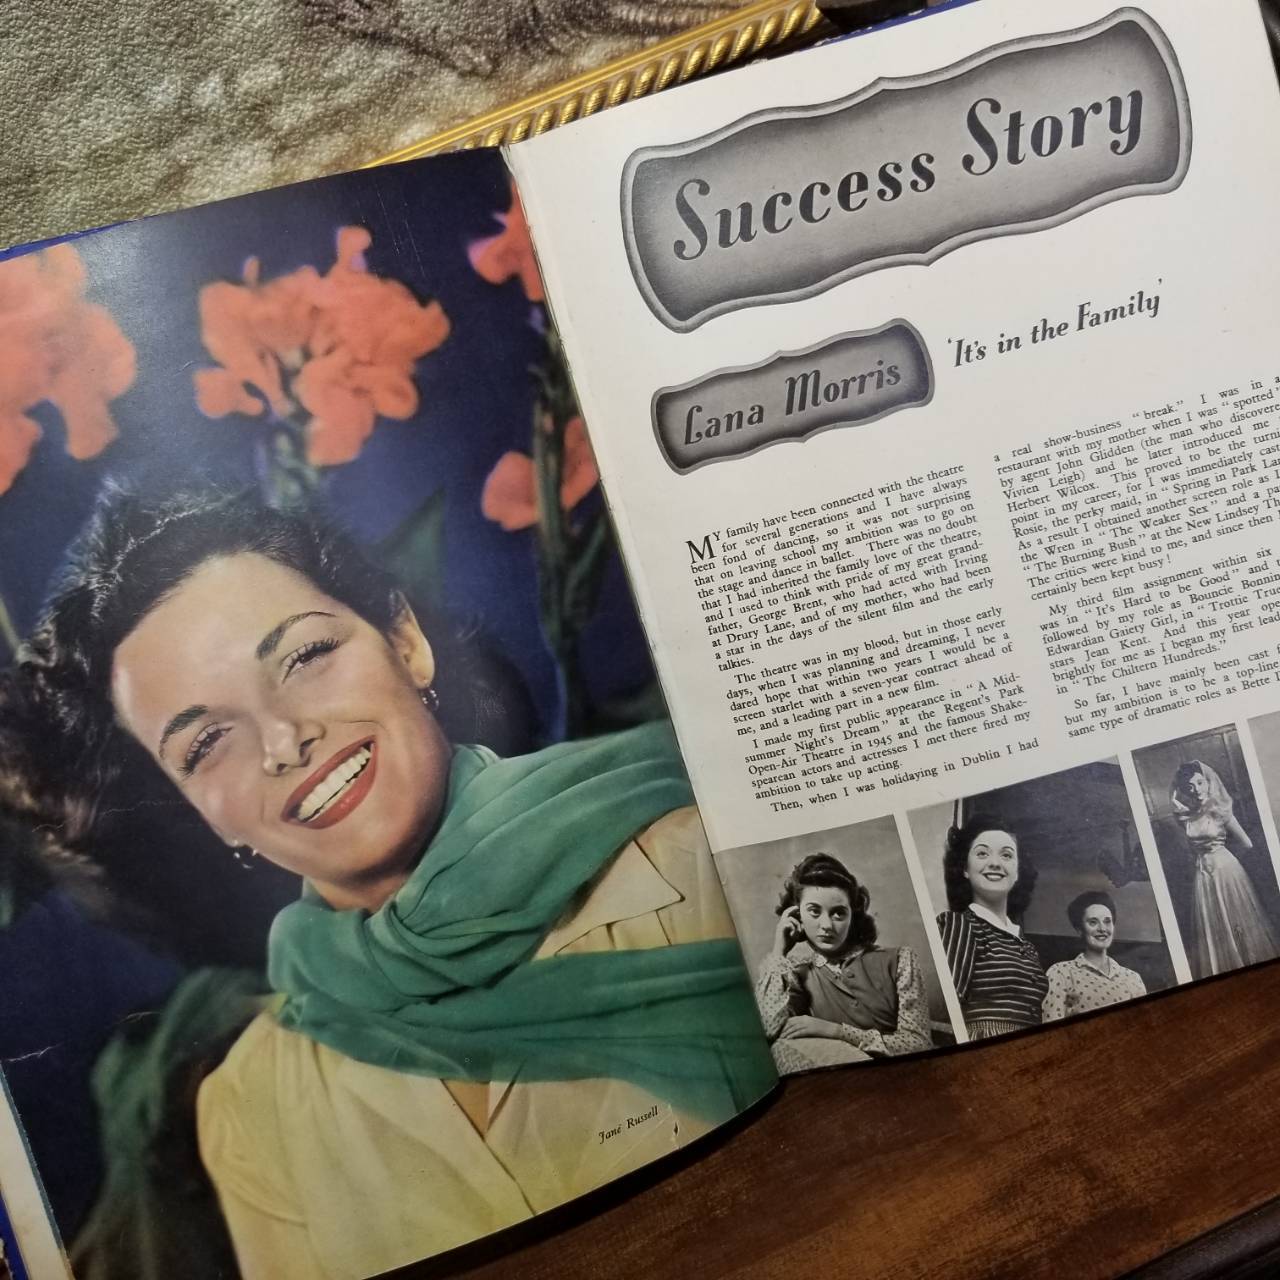 Success Story
Lana Morris
'It's in the Family'
MY family have been connected with the theatre
for several generations and I have always
been fond of dancing, so it was not surprising
that on leaving school my ambition was to go on
the stage and dance in ballet. There was no doubt
that I had inherited the family love of the theatre,
and I used to think with pride of my great grand-
father, George Brent, who had acted with Irving
at Drury Lane, and of my mother, who had been
a star in the days of the silent film and the early
talkies.
The theatre was in my blood, but in those early
days, when I was planning and dreaming, I never
dared hope that within two years I would be a
screen starlet with a seven-year contract ahead of
me, and a leading part in a new film.
I made my first public appearance in " A Mid-
summer Night's Dream " at the Regent's Park
Open-Air Theatre in 1945 and the famous Shake-
spearean actors and actresses I met there fired my
ambition to take up acting.
Then, when I was holidaying in Dublin I had
a real show-business " break." I was in a
restaurant with my mother when I was " spotted "
by agent John Glidden (the man who discovere
Vivien Leigh) and he later introduced me
Herbert Wilcox. This proved to be the turni
point in my career, for I was immediately cast
Rosie, the perky maid, in " Spring in Park Lan
As a result I obtained another screen role as
the Wren in " The Weaker Sex " and a pa
" The Burning Bush " at the New Lindsey Th
The critics were kind to me, and since then
certainly been kept busy !
My third film assignment within six
was in " It's Hard to be Good " and
followed by my role as Bouncie Bonnin
Edwardian Gaiety Girl, in " Trottie True
stars Jean Kent. And this year ope
brightly for me as I began my first lead
in " The Chiltern Hundreds."
So far, I have mainly been cast f
but my ambition is to be a top-line
same type of dramatic roles as Bette
Jane Russell